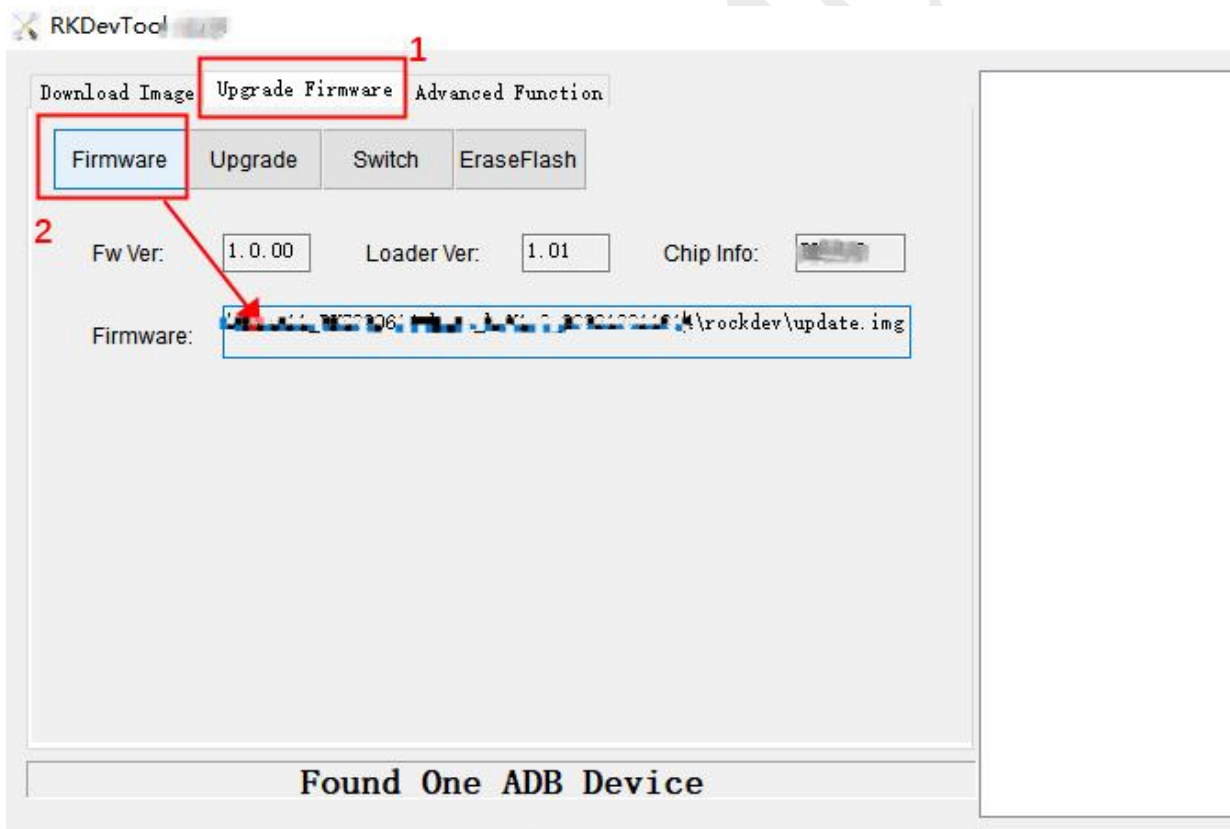 RKDevTool
1
Download Image Upgrade Firmware Advanced Function
Firmware Upgrade Switch EraseFlash
2
Fw Ver: 1.0.00 Loader Ver: 1.01 Chip Info:
Firmware: \rockdev\update.img
Found One ADB Device